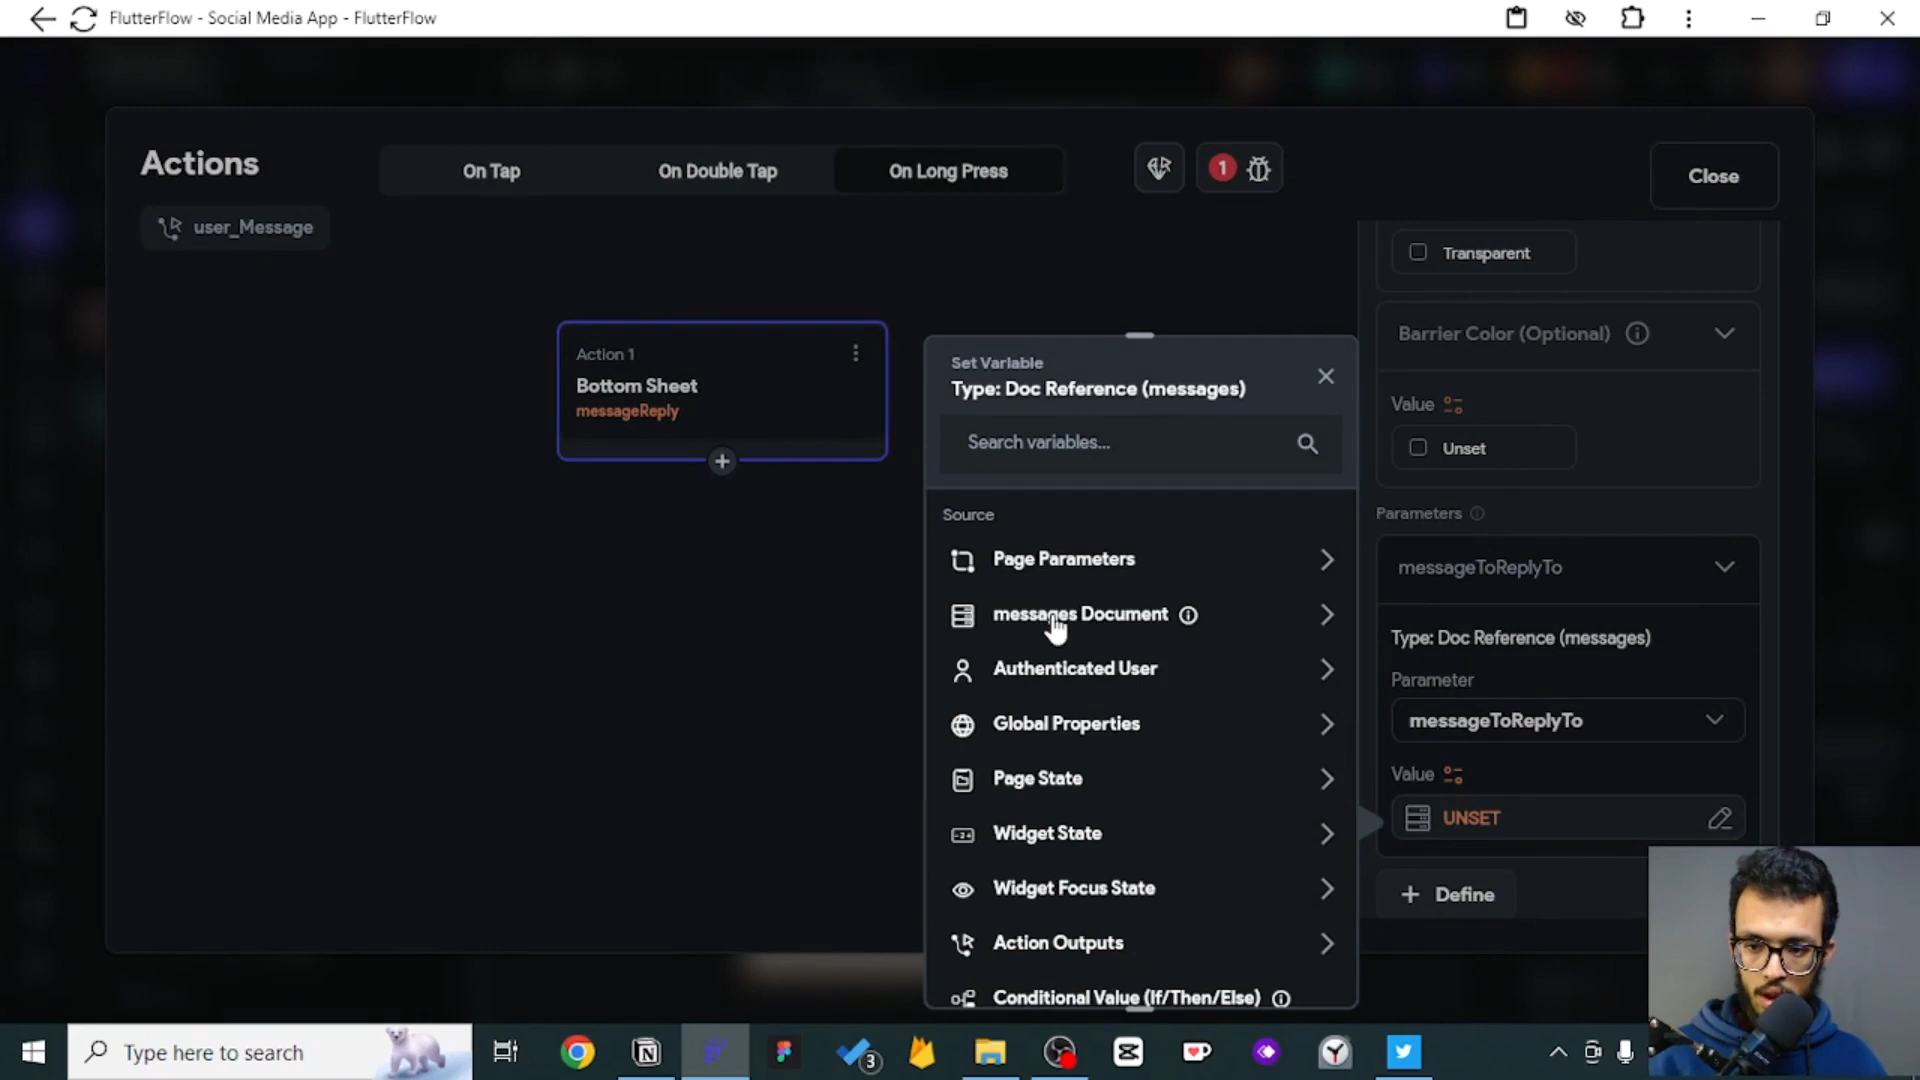 FlutterFlow - Social Media App - FlutterFlow
Actions
On Tap
On Double Tap
On Long Press
1
Close
user_Message
Transparent
Action 1
Bottom Sheet
messageReply
Barrier Color (Optional)
Value
Unset
Set Variable
Type: Doc Reference (messages)
Search variables...
Source
Page Parameters
messages Document
Authenticated User
Global Properties
Page State
Widget State
Widget Focus State
Action Outputs
Conditional Value (If/Then/Else)
Parameters
messageToReplyTo
Type: Doc Reference (messages)
Parameter
messageToReplyTo
Value
UNSET
Define
Type here to search
3